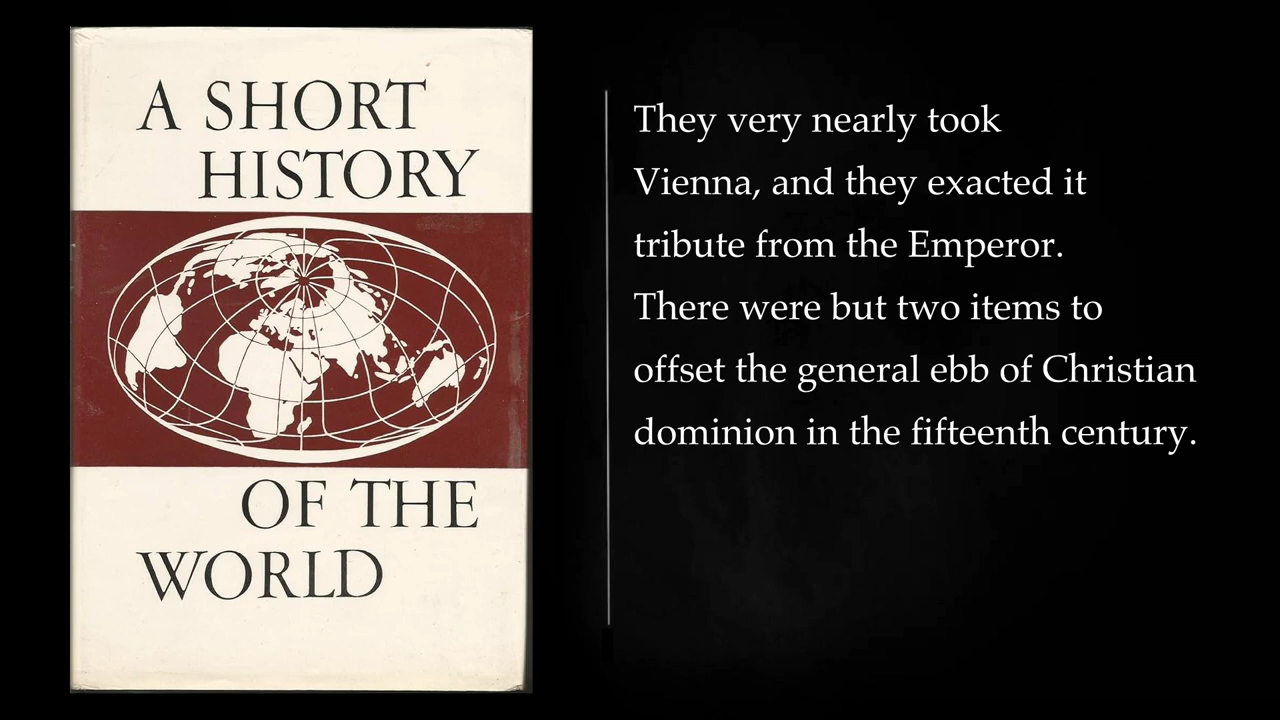 A SHORT
HISTORY
OF THE
WORLD
They very nearly took
Vienna, and they exacted it
tribute from the Emperor.
There were but two items to
offset the general ebb of Christian
dominion in the fifteenth century.